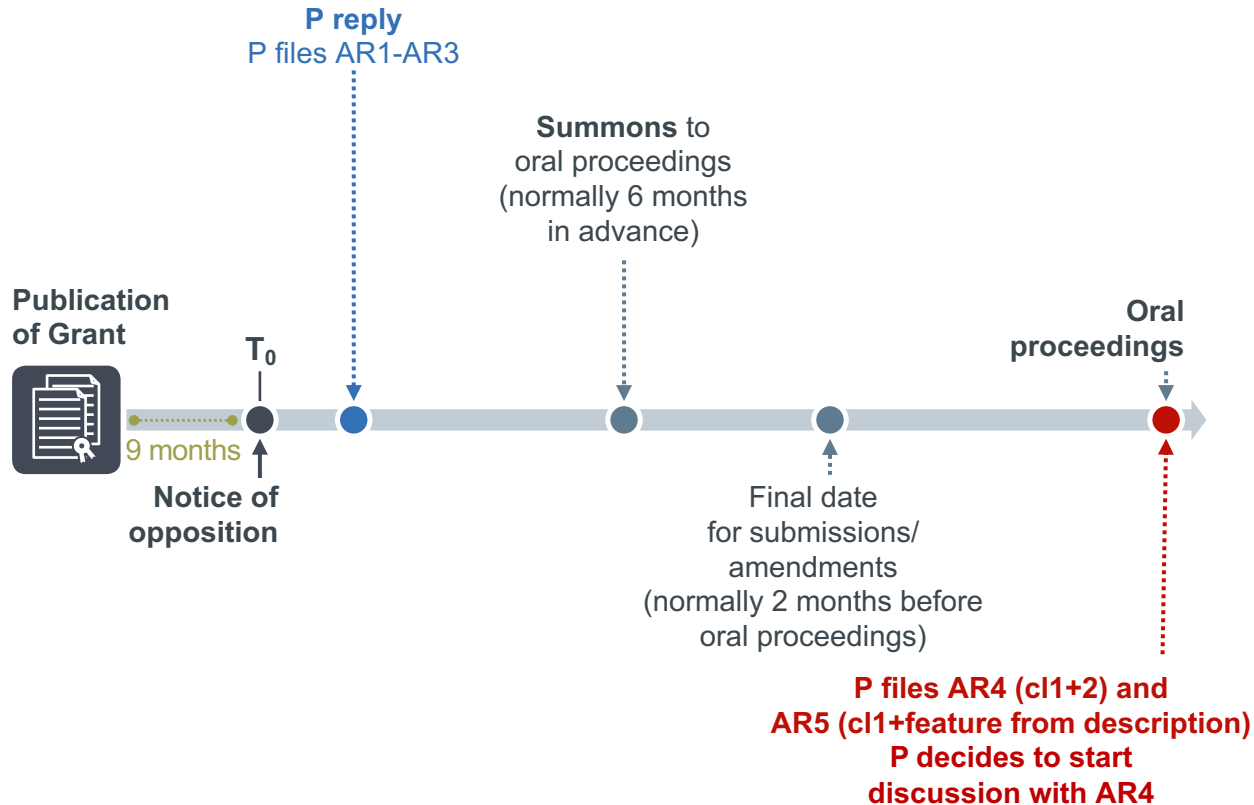 P reply
P files AR1-AR3
Summons to
oral proceedings
(normally 6 months
in advance)
Publication
of Grant
T₀
Oral
proceedings
9 months
Notice of
opposition
Final date
for submissions/
amendments
(normally 2 months before
oral proceedings)
P files AR4 (cl1+2) and
AR5 (cl1+feature from description)
P decides to start
discussion with AR4